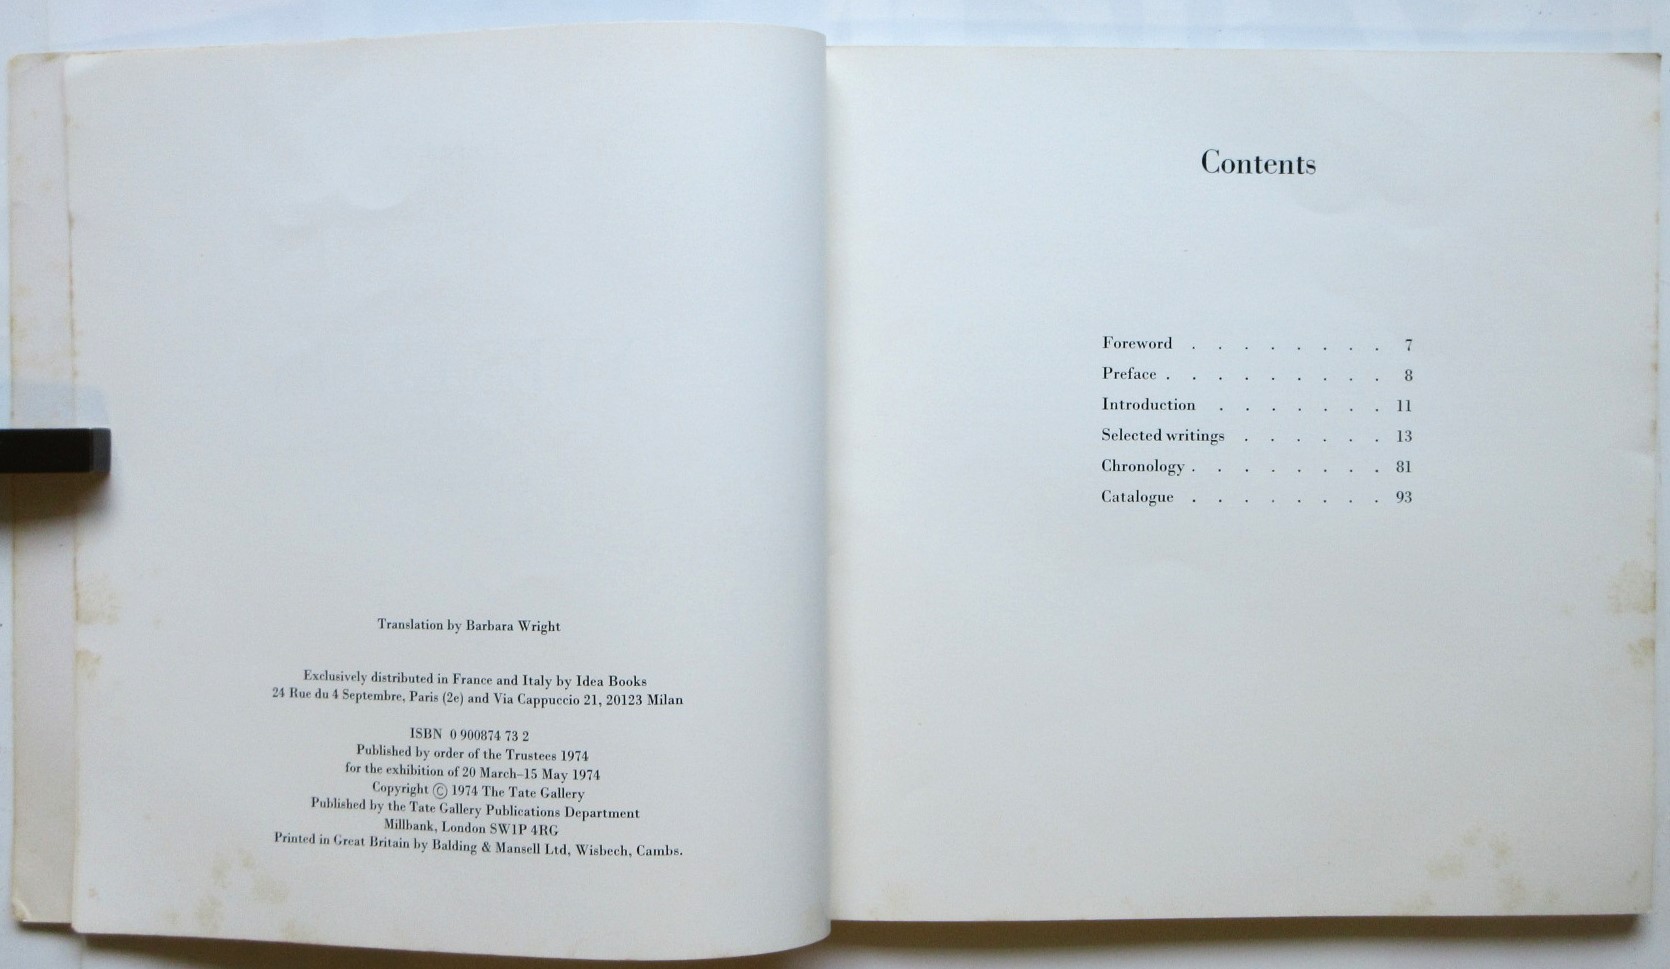 Translation by Barbara Wright
Exclusively distributed in France and Italy by Idea Books
24 Rue du 4 Septembre, Paris (2e) and Via Cappuccio 21, 20123 Milan
ISBN 0 900874 73 2
Published by order of the Trustees 1974
for the exhibition of 20 March–15 May 1974
Copyright © 1974 The Tate Gallery
Published by the Tate Gallery Publications Department
Millbank, London SW1P 4RG
Printed in Great Britain by Balding & Mansell Ltd, Wisbech, Cambs.
Contents
Foreword . . . . . . . . 7
Preface . . . . . . . . . 8
Introduction . . . . . . . 11
Selected writings . . . . . . 13
Chronology . . . . . . . . 81
Catalogue . . . . . . . . 93